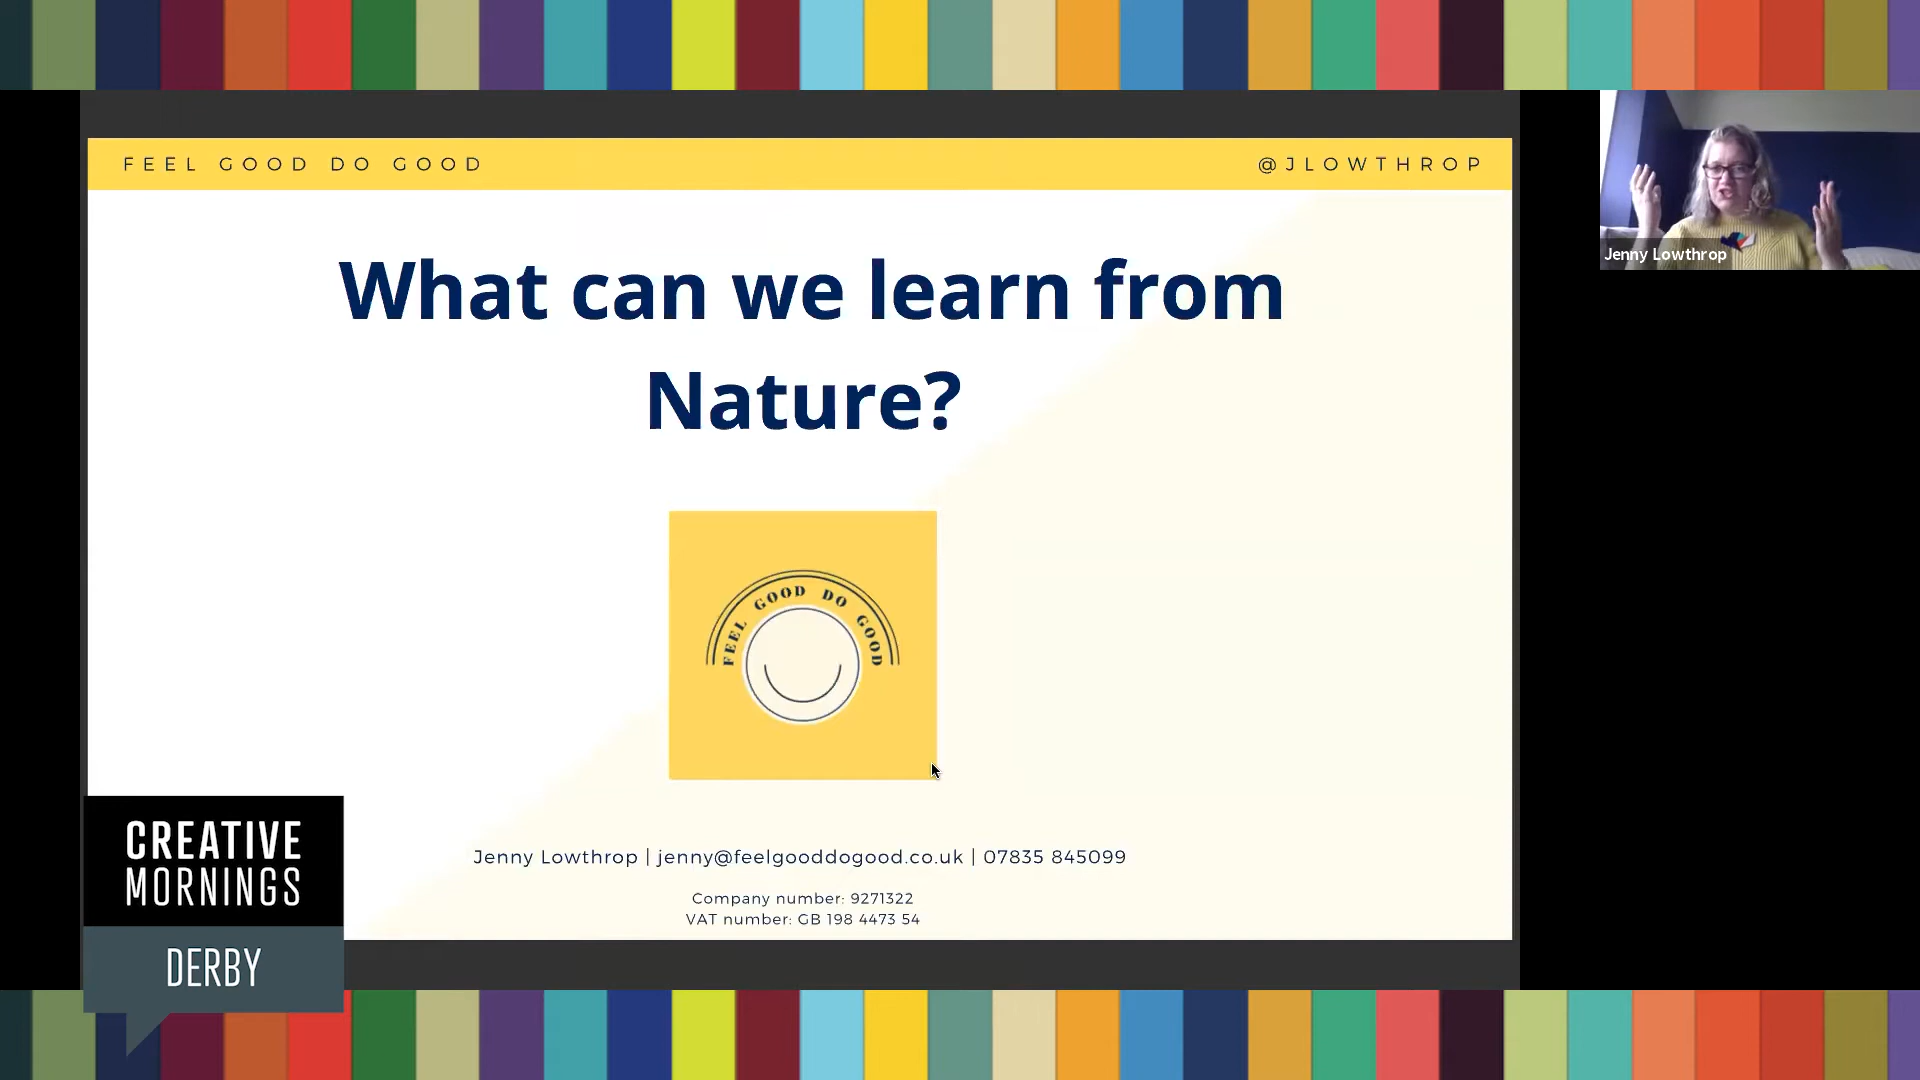 FEEL GOOD DO GOOD
@JLOWTHROP
What can we learn from
Nature?
FEEL GOOD DO GOOD
Jenny Lowthrop | jenny@feelgooddogood.co.uk | 07835 845099
Company number: 9271322
VAT number: GB 198 4473 54
CREATIVE
MORNINGS
DERBY
Jenny Lowthrop